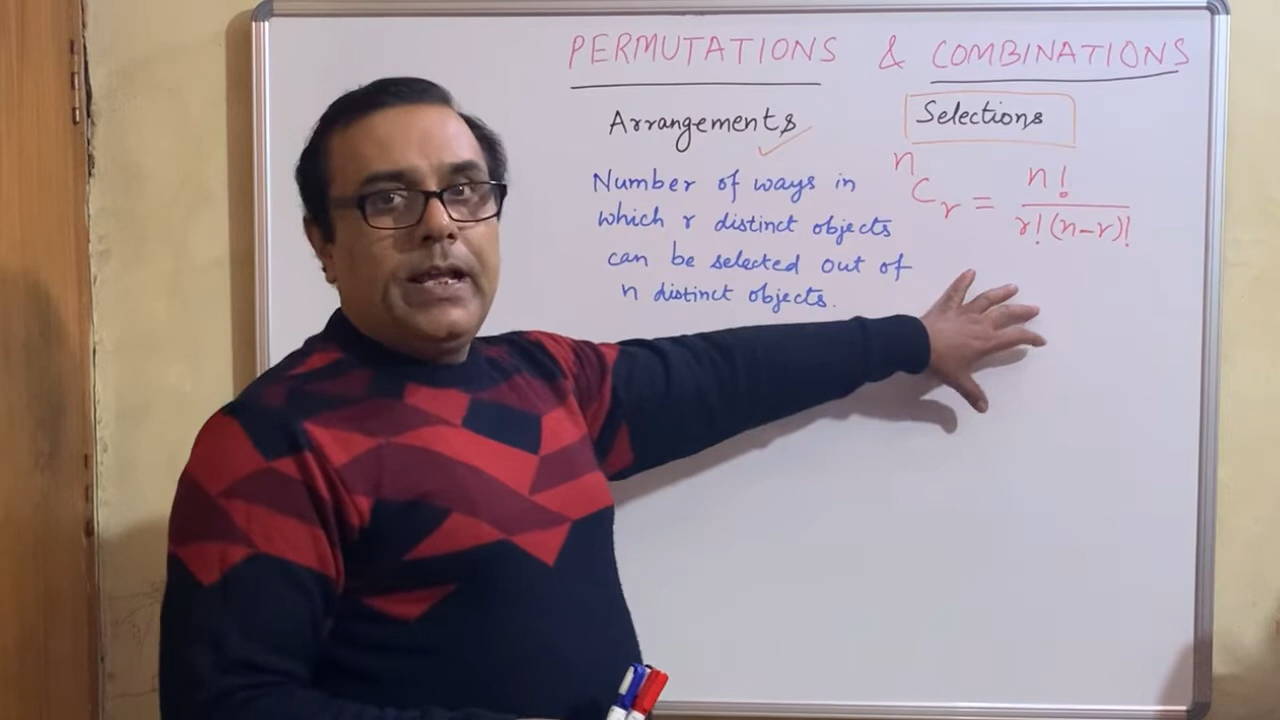 PERMUTATIONS & COMBINATIONS
Arrangements
Selections
Number of ways in
which r distinct objects
can be selected out of
n distinct objects.
ⁿCᵣ = n! / r!(n-r)!